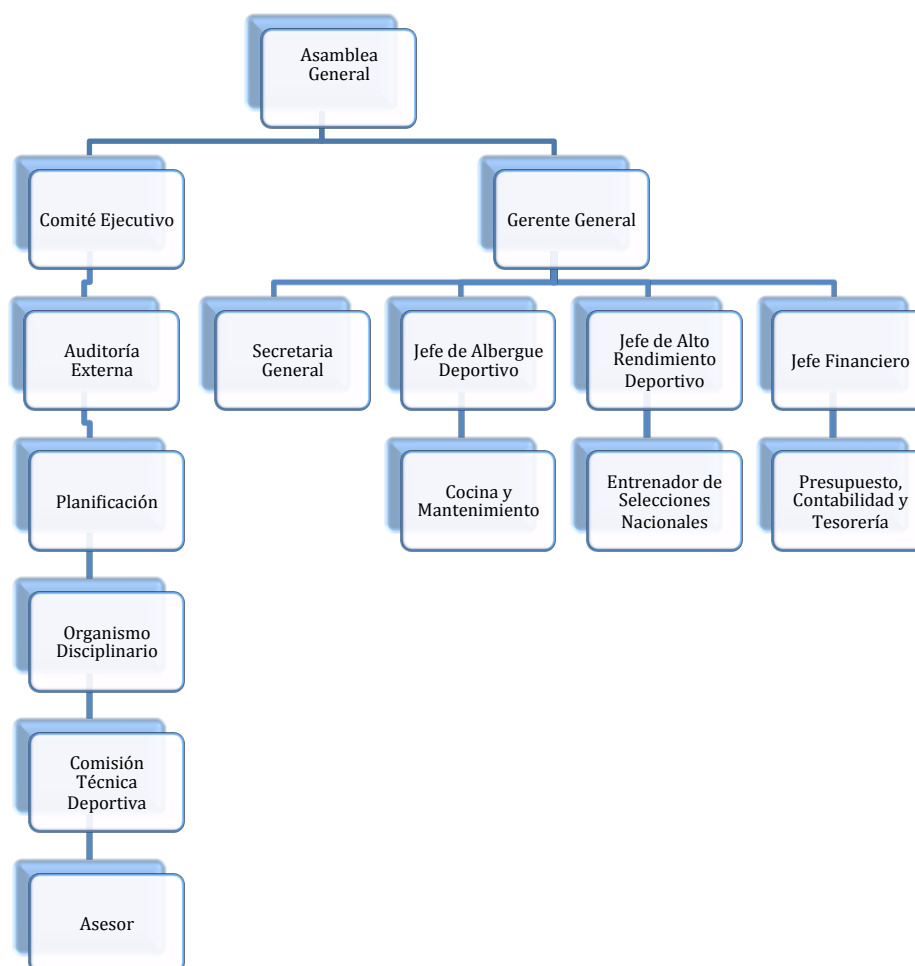 Asamblea
General
Comité Ejecutivo
Gerente General
Auditoría
Externa
Secretaria
General
Jefe de Albergue
Deportivo
Jefe de Alto
Rendimiento
Deportivo
Jefe Financiero
Planificación
Cocina y
Mantenimiento
Entrenador de
Selecciones
Nacionales
Presupuesto,
Contabilidad y
Tesorería
Organismo
Disciplinario
Comisión
Técnica
Deportiva
Asesor